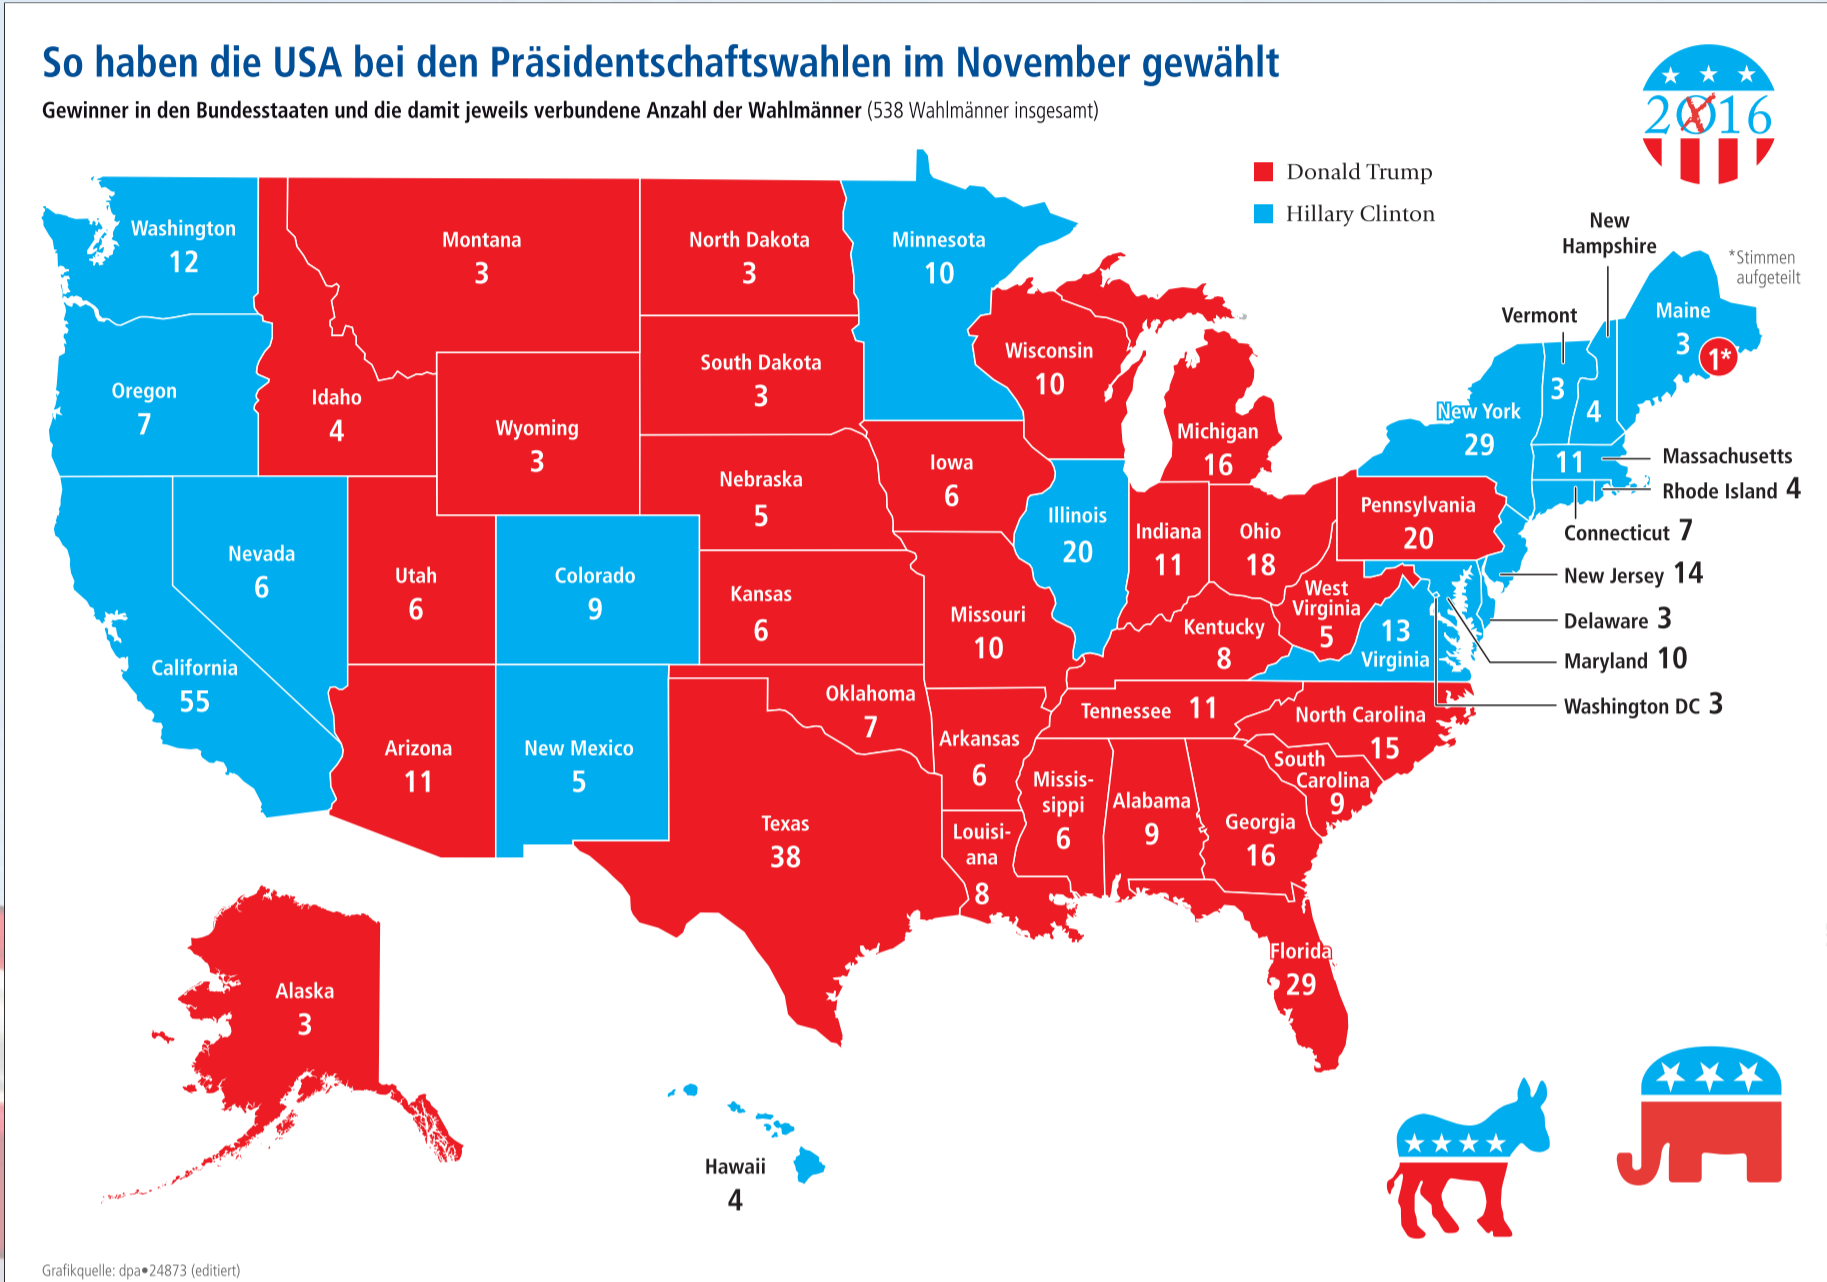 So haben die USA bei den Präsidentschaftswahlen im November gewählt
Gewinner in den Bundesstaaten und die damit jeweils verbundene Anzahl der Wahlmänner (538 Wahlmänner insgesamt)
2016
Donald Trump
Hillary Clinton
Washington
12
Oregon
7
California
55
Nevada
6
Idaho
4
Montana
3
Wyoming
3
Utah
6
Arizona
11
Colorado
9
New Mexico
5
North Dakota
3
South Dakota
3
Nebraska
5
Kansas
6
Oklahoma
7
Texas
38
Minnesota
10
Iowa
6
Missouri
10
Arkansas
6
Louisi-
ana
8
Wisconsin
10
Illinois
20
Michigan
16
Indiana
11
Ohio
18
Kentucky
8
Tennessee 11
Missis-
sippi
6
Alabama
9
Georgia
16
Florida
29
South
Carolina
9
North Carolina
15
West
Virginia
5
13
Virginia
Pennsylvania
20
New York
29
Vermont
3
New
Hampshire
4
Maine
3
1*
*Stimmen
aufgeteilt
11
Massachusetts
Rhode Island 4
Connecticut 7
New Jersey 14
Delaware 3
Maryland 10
Washington DC 3
Alaska
3
Hawaii
4
Grafikquelle: dpa•24873 (editiert)